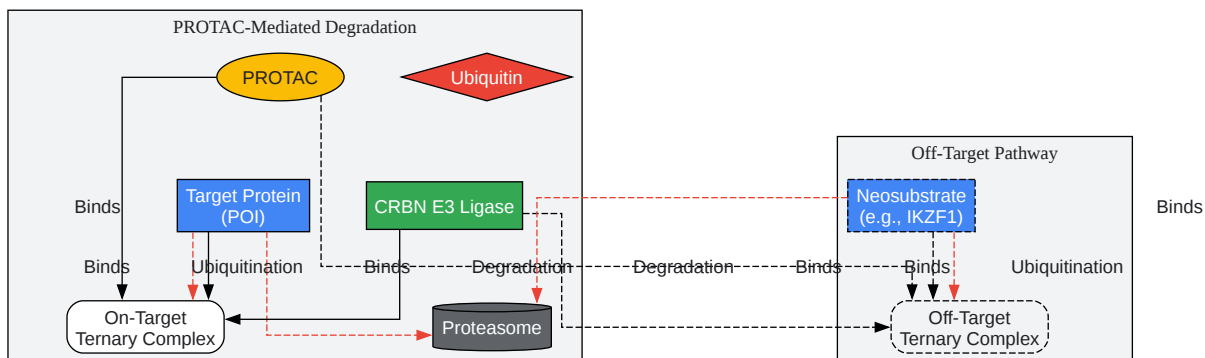 PROTAC-Mediated Degradation
PROTAC
Ubiquitin
Off-Target Pathway
Target Protein
(POI)
CRBN E3 Ligase
Neosubstrate
(e.g., IKZF1)
Binds
Binds
Binds
Ubiquitination
Binds
Degradation
Degradation
Binds
Binds
Ubiquitination
On-Target
Ternary Complex
Proteasome
Off-Target
Ternary Complex